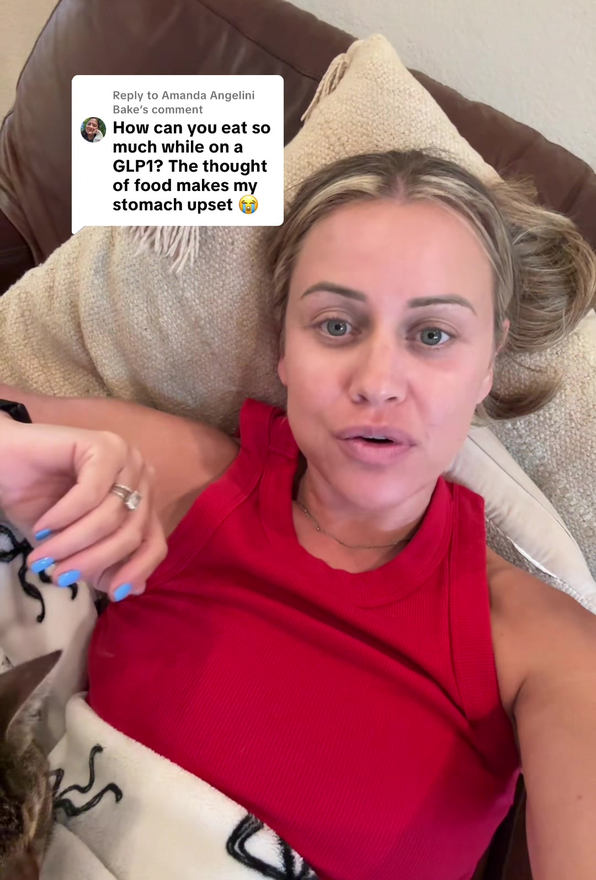 Reply to Amanda Angelini
Bake's comment
How can you eat so
much while on a
GLP1? The thought
of food makes my
stomach upset 😭